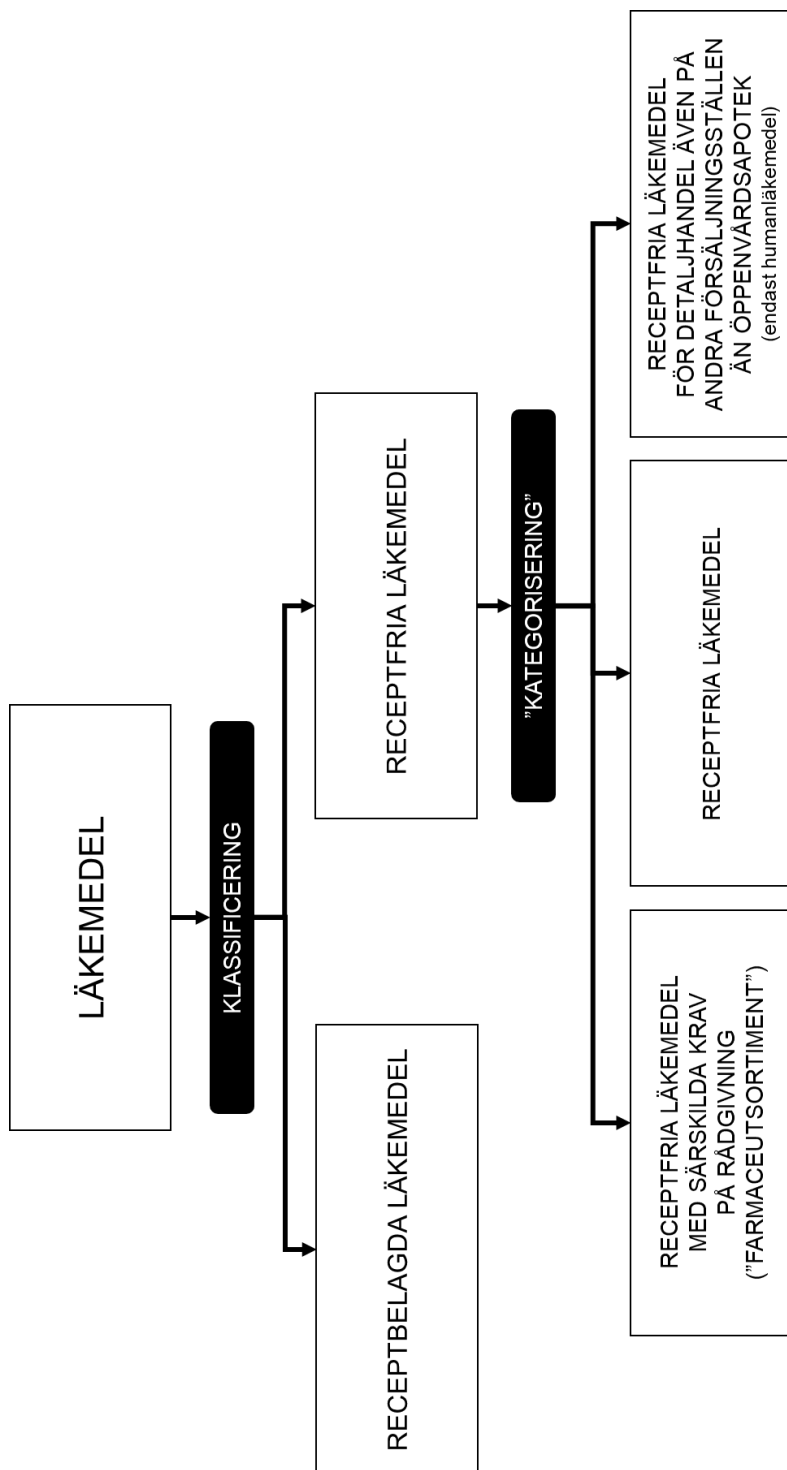 LÄKEMEDEL
KLASSIFICERING
RECEPTBELAGDA LÄKEMEDEL
RECEPTFRIA LÄKEMEDEL
”KATEGORISERING”
RECEPTFRIA LÄKEMEDEL
MED SÄRSKILDA KRAV
PÅ RÅDGIVNING
(”FARMACEUTSORTIMENT”)
RECEPTFRIA LÄKEMEDEL
RECEPTFRIA LÄKEMEDEL
FÖR DETALJHANDEL ÄVEN PÅ
ANDRA FÖRSÄLJNINGSSTÄLLEN
ÄN ÖPPENVÅRDSAPOTEK
(endast humanläkemedel)